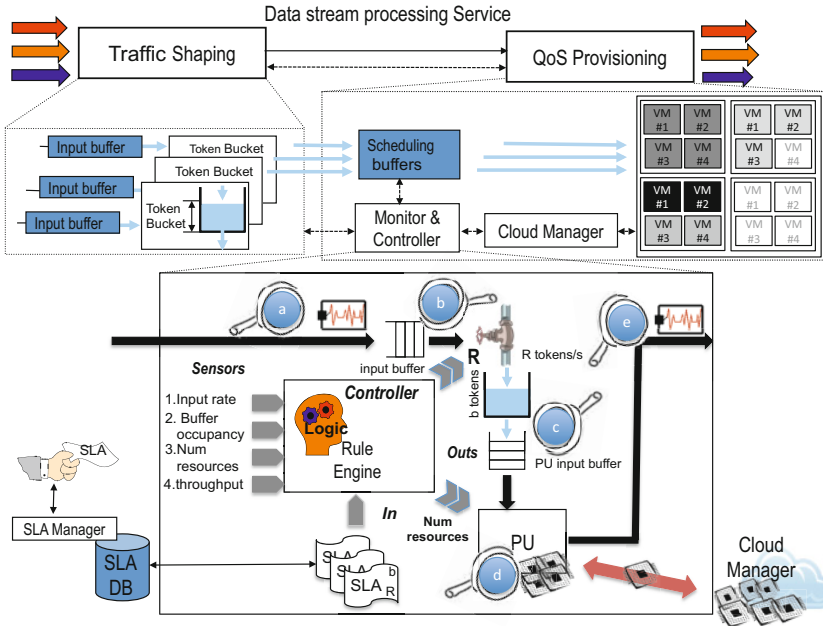 Data stream processing Service
Traffic Shaping
QoS Provisioning
Input buffer
Token Bucket
Input buffer
Token Bucket
Input buffer
Token
Bucket
Scheduling
buffers
Monitor &
Controller
Cloud Manager
VM
#1
VM
#2
VM
#3
VM
#4
VM
#1
VM
#2
VM
#3
VM
#4
VM
#1
VM
#2
VM
#3
VM
#4
VM
#1
VM
#2
VM
#3
VM
#4
a
b
e
input buffer
R
R tokens/s
b tokens
Sensors
1.Input rate
2. Buffer
occupancy
3.Num
resources
4.throughput
Controller
Logic
Rule
Engine
c
Outs
PU input buffer
In
Num
resources
SLA
SLA Manager
SLA
DB
SLA
SLA
SLA
b
R
PU
d
Cloud
Manager